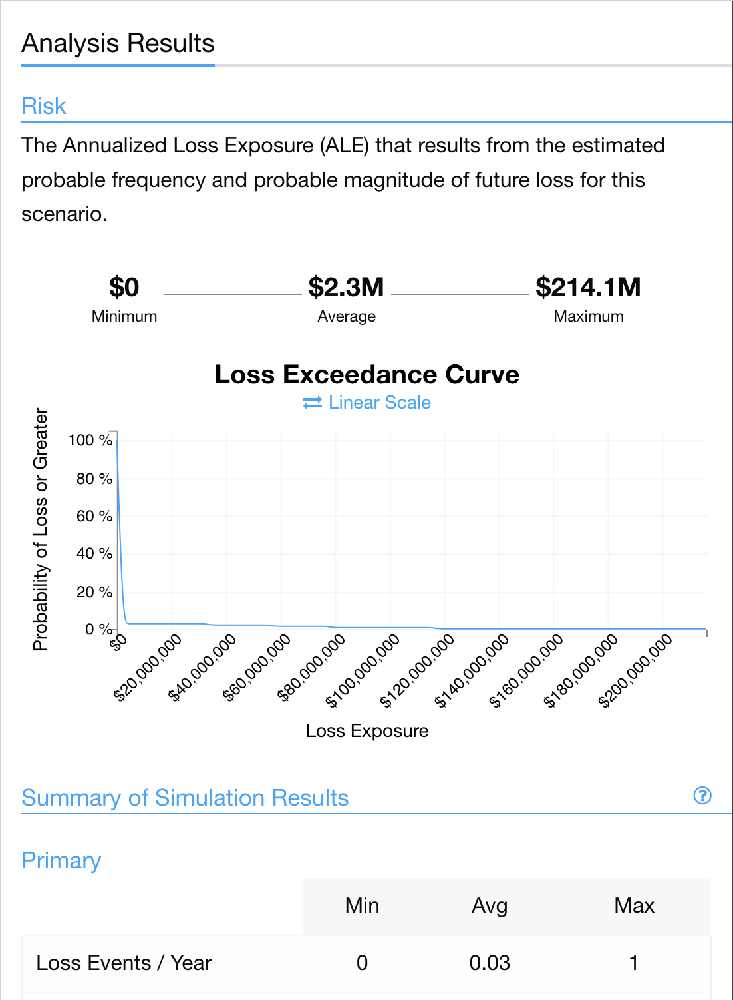 Analysis Results
Risk
The Annualized Loss Exposure (ALE) that results from the estimated
probable frequency and probable magnitude of future loss for this
scenario.
$0
Minimum
$2.3M
Average
$214.1M
Maximum
Loss Exceedance Curve
Linear Scale
Probability of Loss or Greater
100 %
80 %
60 %
40 %
20 %
0 %
$0
$20,000,000
$40,000,000
$60,000,000
$80,000,000
$100,000,000
$120,000,000
$140,000,000
$160,000,000
$180,000,000
$200,000,000
Loss Exposure
Summary of Simulation Results
?
Primary
Min Avg Max
Loss Events / Year 0 0.03 1